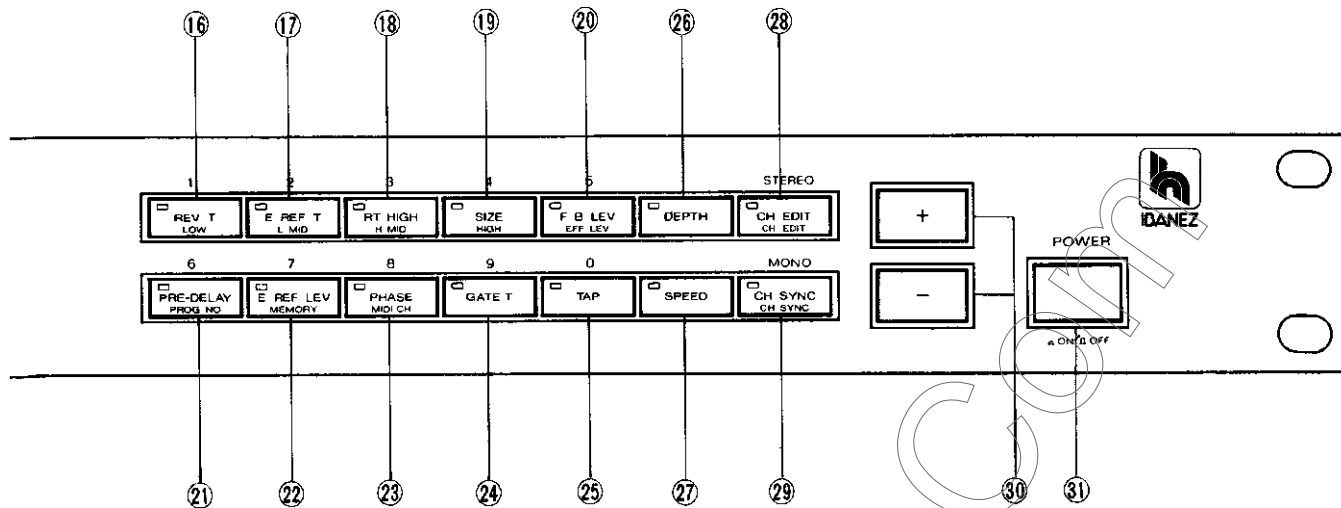 16 17 18 19 20 26 28
1 2 3 4 5 STEREO
REV T E REF T RT HIGH SIZE F B LEV DEPTH CH EDIT
LOW L MID H MID HIGH EFF LEV CH EDIT
+
IBANEZ
POWER
6 7 8 9 0 MONO
PRE-DELAY E REF LEV PHASE GATE T TAP SPEED CH SYNC
PROG NO MEMORY MIDI CH CH SYNC
−
ON OFF
21 22 23 24 25 27 29 30 31
com